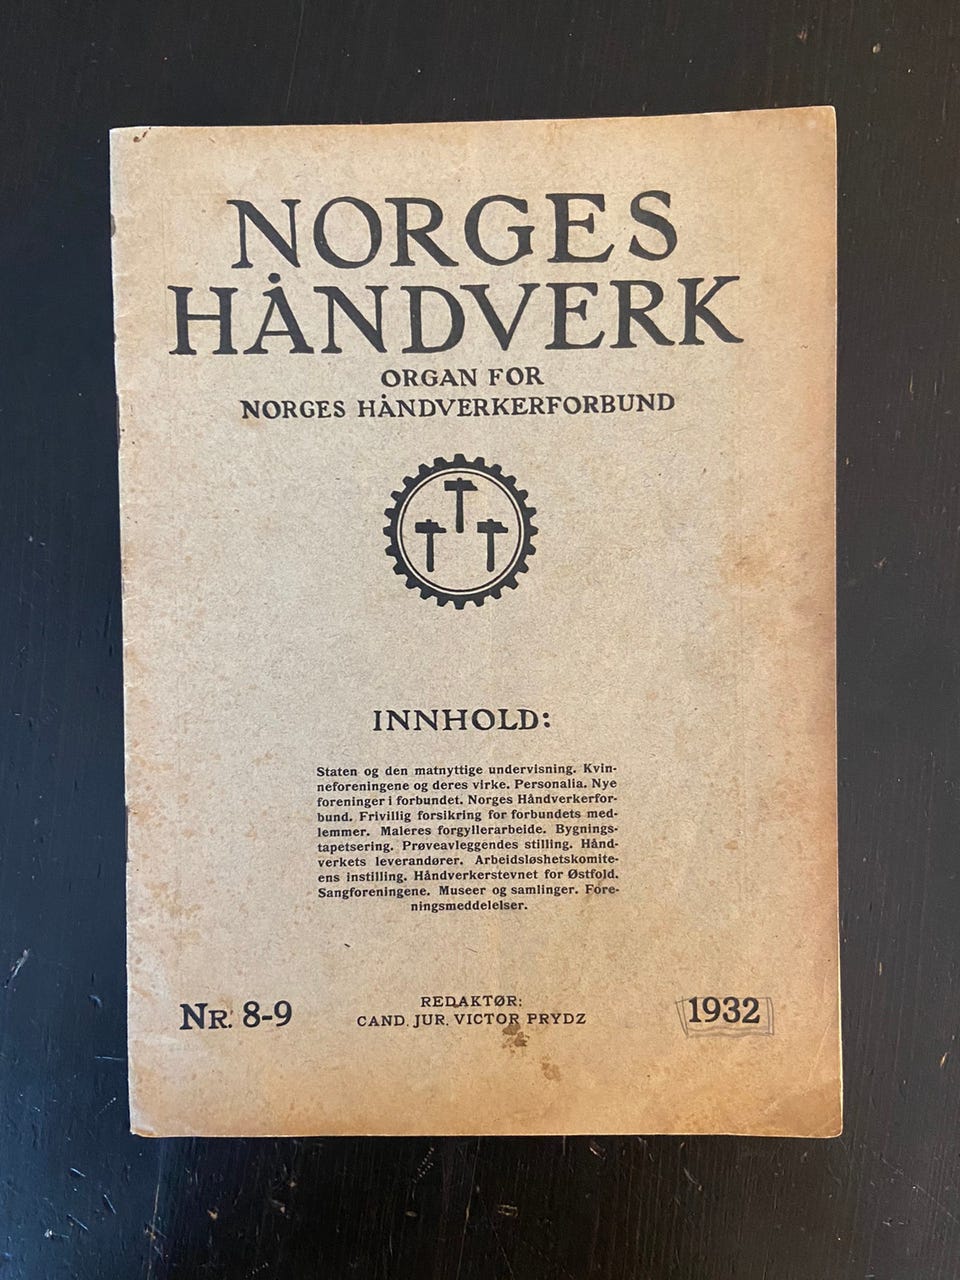 NORGES
HÅNDVERK
ORGAN FOR
NORGES HÅNDVERKERFORBUND
INNHOLD:
Staten og den matnyttige undervisning. Kvin-
neforeningene og deres virke. Personalia. Nye
foreninger i forbundet. Norges Håndverkerfor-
bund. Frivillig forsikring for forbundets med-
lemmer. Maleres forgyllerarbeide. Bygnings-
tapetsering. Prøveavleggendes stilling. Hånd-
verkets leverandører. Arbeidsløshetskomite-
ens instilling. Håndverkerstevnet for Østfold.
Sangforeningene. Museer og samlinger. Fore-
ningsmeddelelser.
NR. 8-9
REDAKTØR:
CAND. JUR. VICTOR PRYDZ
1932